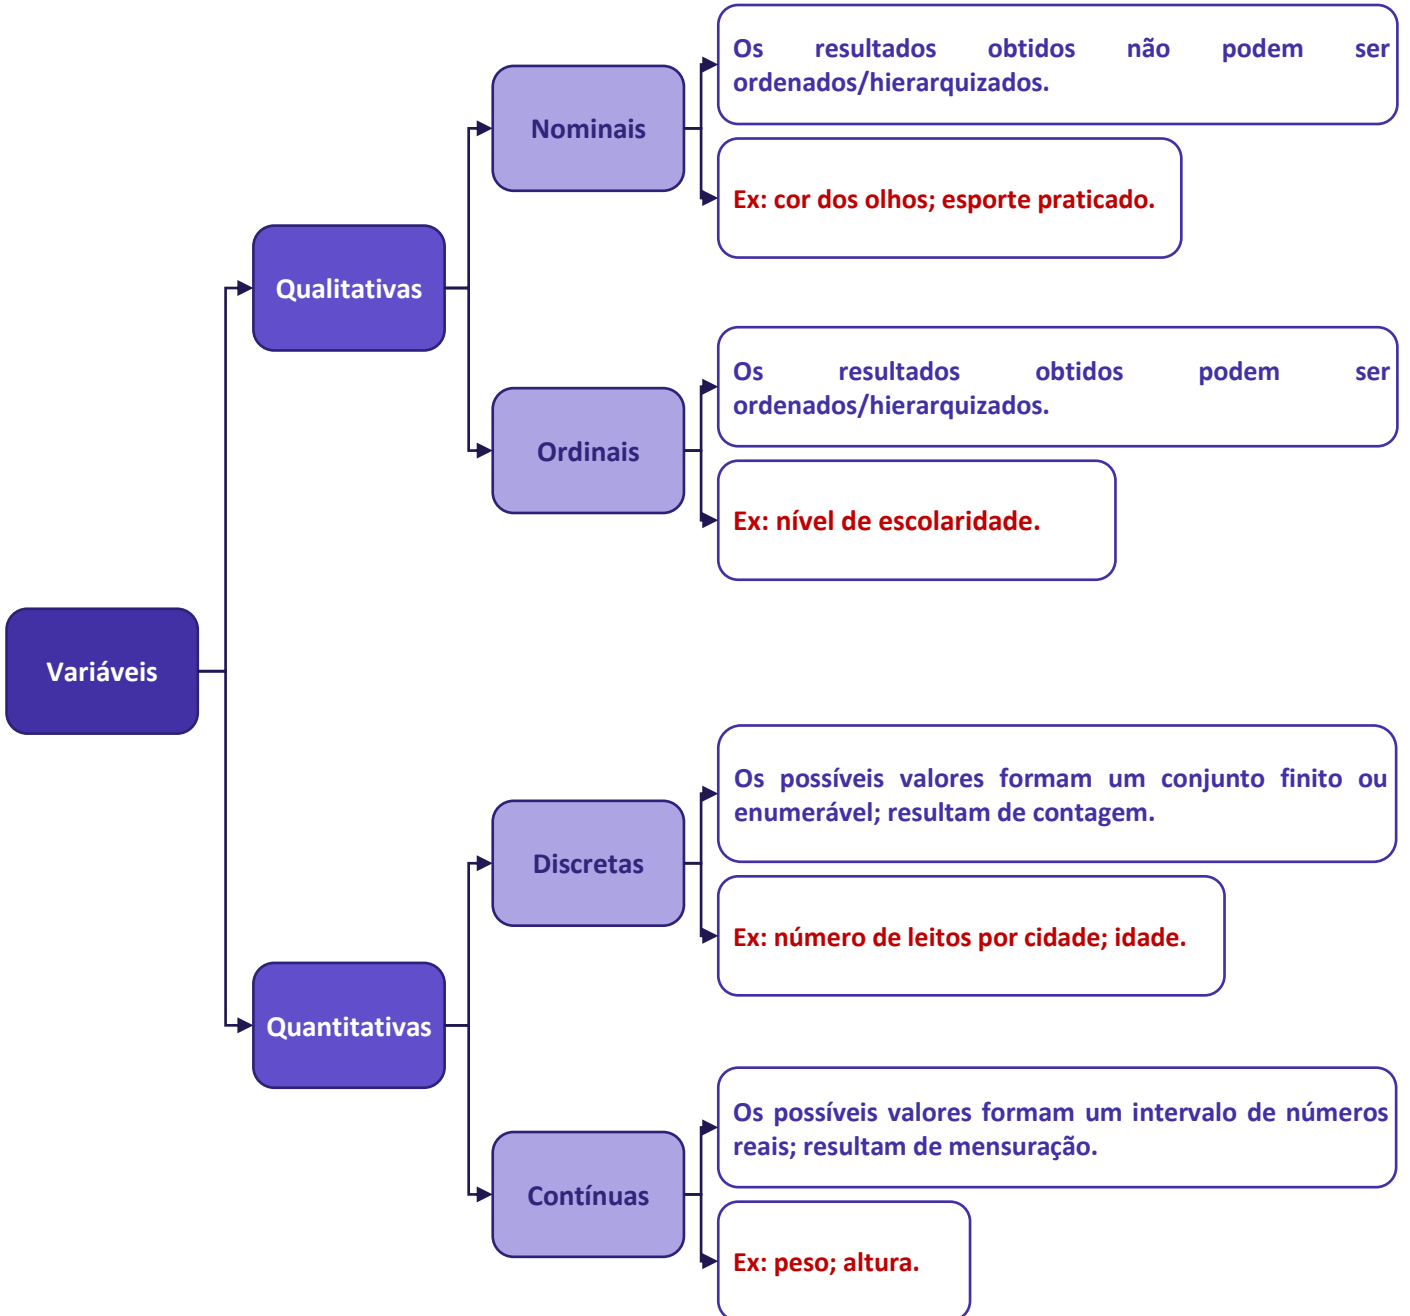 Variáveis
Qualitativas
Nominais
Os resultados obtidos não podem ser
ordenados/hierarquizados.
Ex: cor dos olhos; esporte praticado.
Ordinais
Os resultados obtidos podem ser
ordenados/hierarquizados.
Ex: nível de escolaridade.
Quantitativas
Discretas
Os possíveis valores formam um conjunto finito ou
enumerável; resultam de contagem.
Ex: número de leitos por cidade; idade.
Contínuas
Os possíveis valores formam um intervalo de números
reais; resultam de mensuração.
Ex: peso; altura.